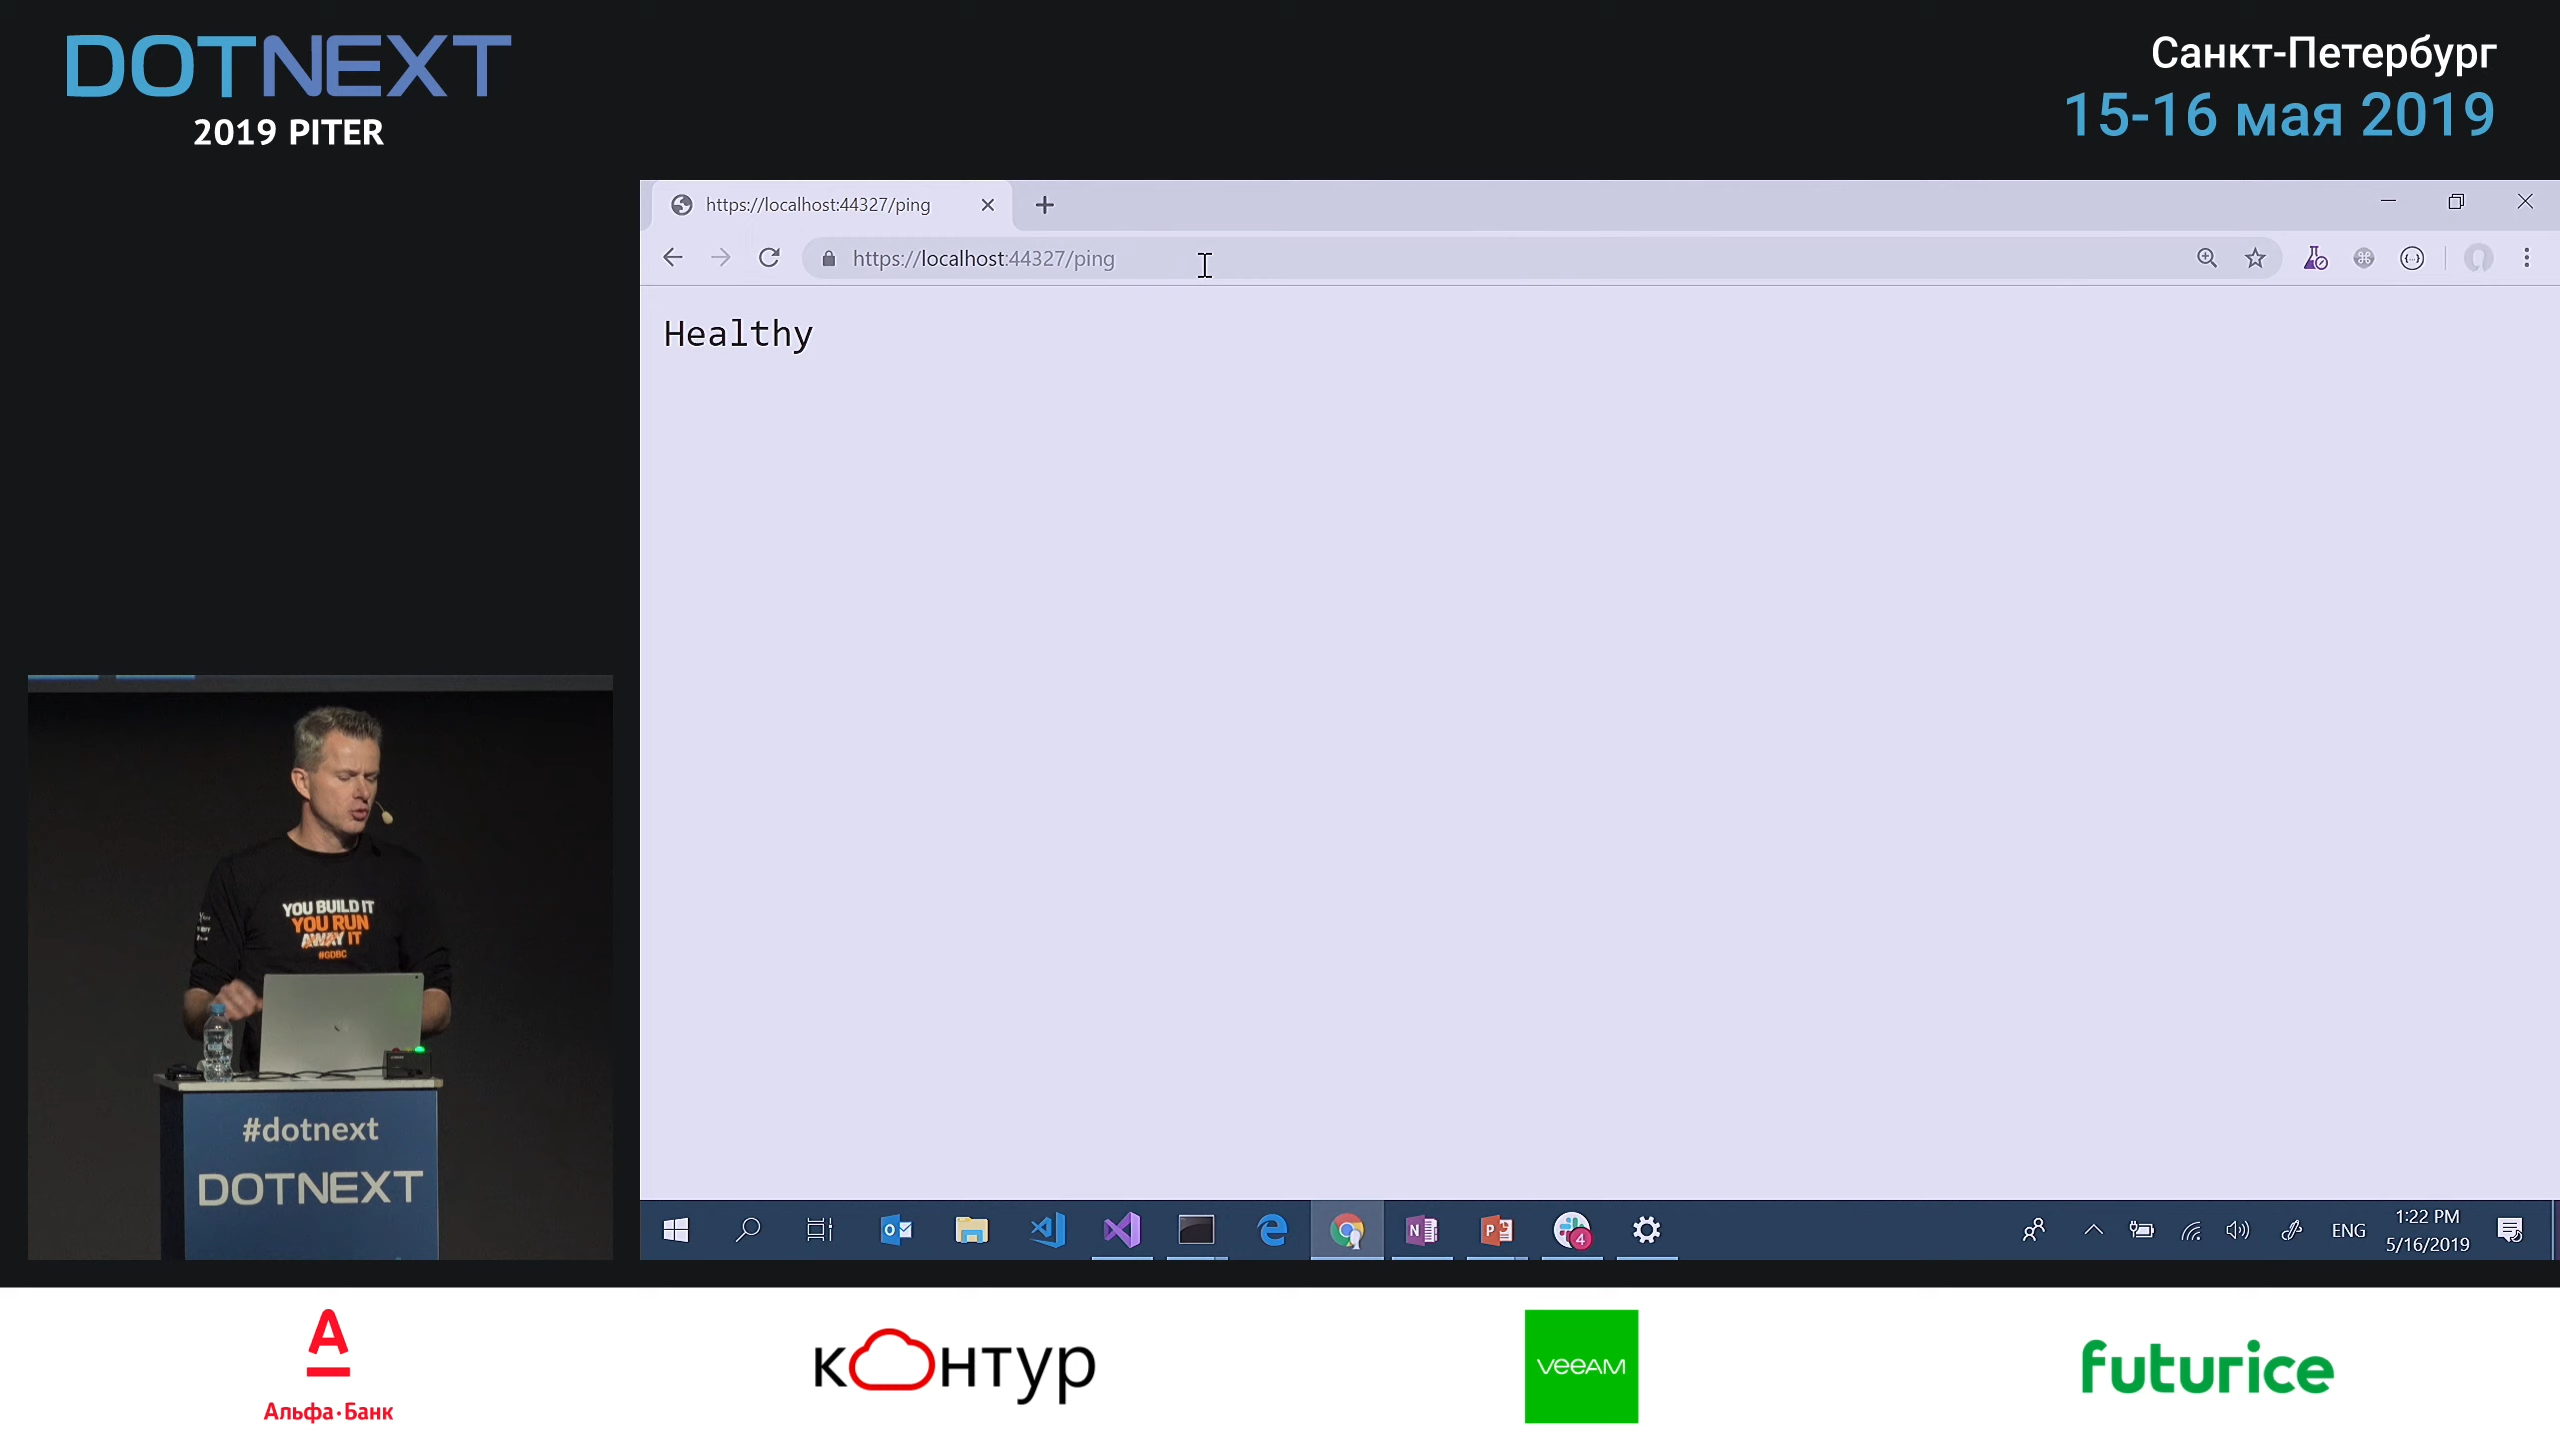 DOTNEXT
2019 PITER
Санкт-Петербург
15-16 мая 2019
https://localhost:44327/ping
https://localhost:44327/ping
Healthy
YOU BUILD IT
YOU RUN
AWAY IT
#GDBC
#dotnext
DOTNEXT
4
ENG
1:22 PM
5/16/2019
Альфа·Банк
контур
veeAM
futurice